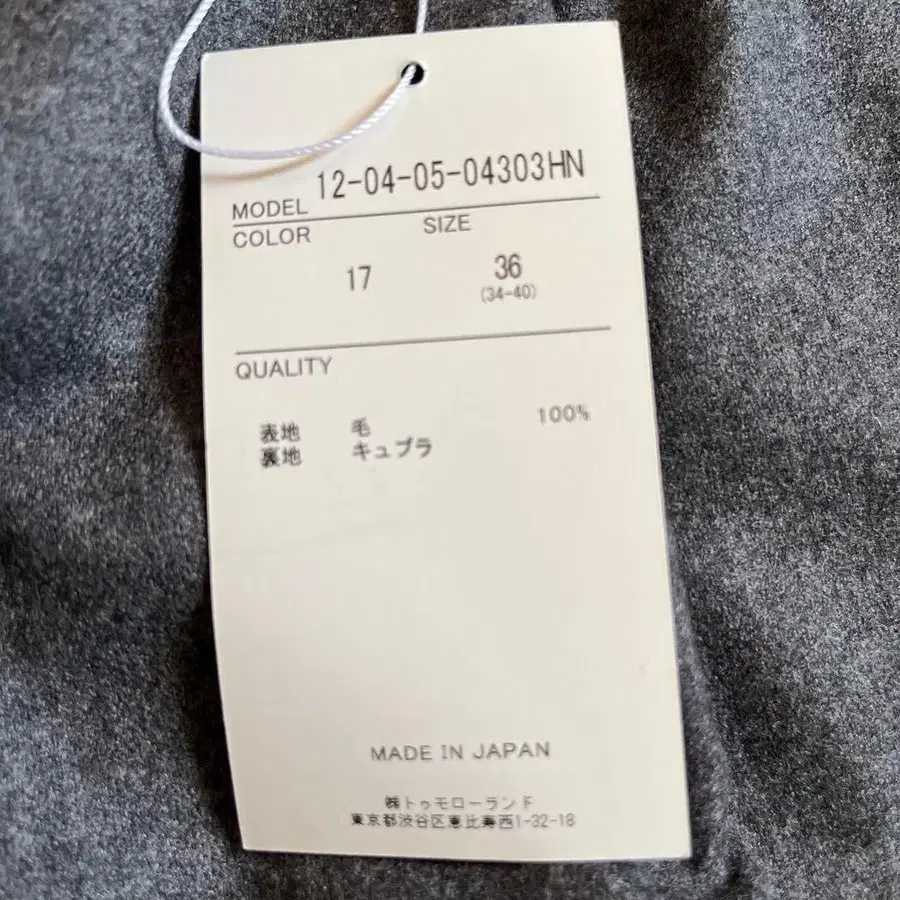 MODEL 12-04-05-04303HN
COLOR SIZE
17 36
(34-40)
QUALITY
表地 毛 100%
裏地 キュプラ
MADE IN JAPAN
㈱トゥモローランド
東京都渋谷区恵比寿西1-32-18